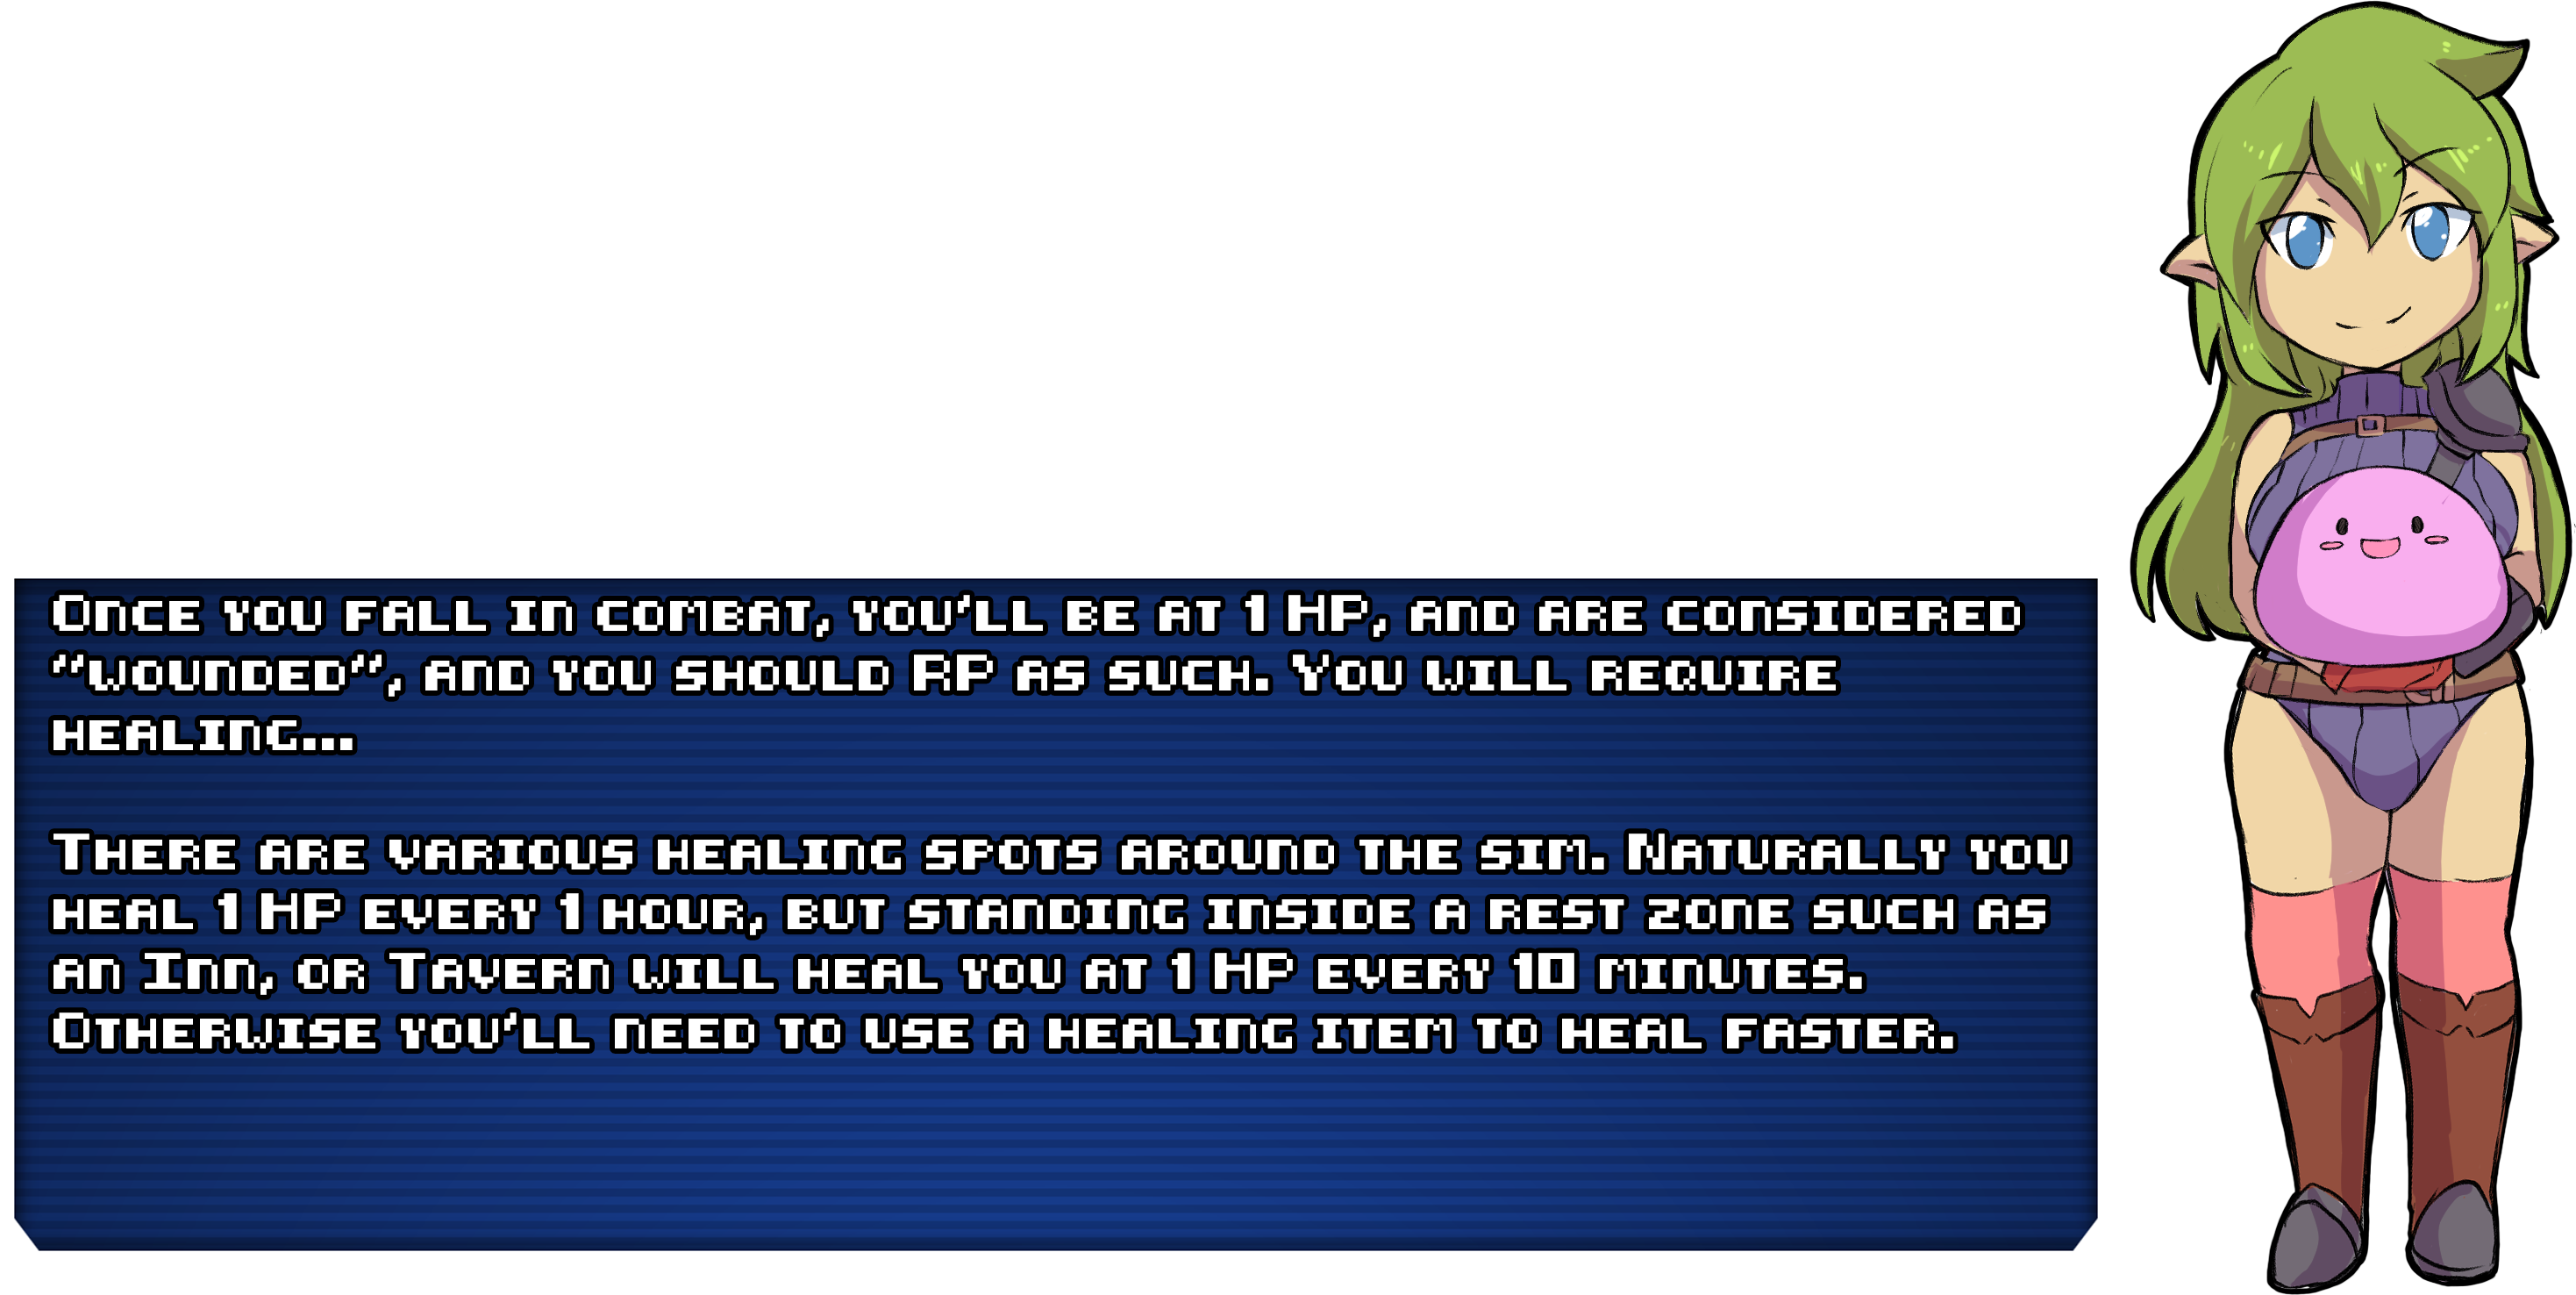 Once you fall in combat, you'll be at 1 HP, and are considered
"wounded", and you should RP as such. You will require
healing...
There are various healing spots around the sim. Naturally you
heal 1 HP every 1 hour, but standing inside a rest zone such as
an Inn, or Tavern will heal you at 1 HP every 10 minutes.
Otherwise you'll need to use a healing item to heal faster.